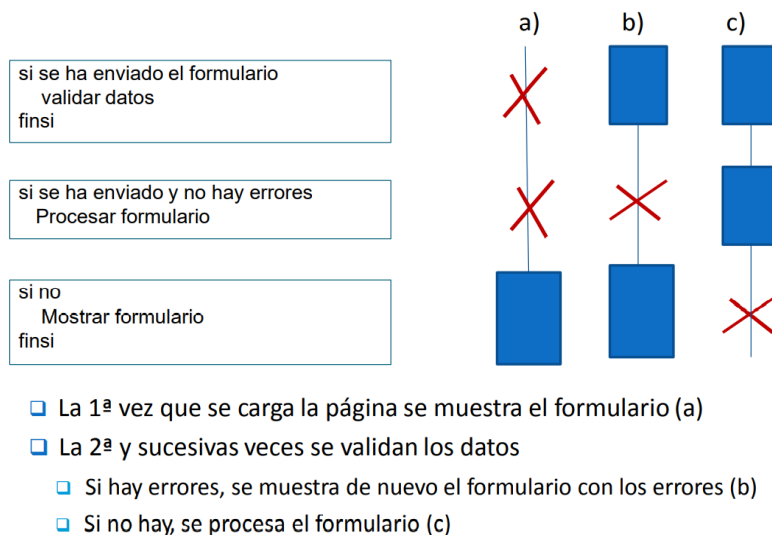 a)
b)
c)
si se ha enviado el formulario
validar datos
finsi
si se ha enviado y no hay errores
Procesar formulario
si no
Mostrar formulario
finsi
La 1ª vez que se carga la página se muestra el formulario (a)
La 2ª y sucesivas veces se validan los datos
Si hay errores, se muestra de nuevo el formulario con los errores (b)
Si no hay, se procesa el formulario (c)